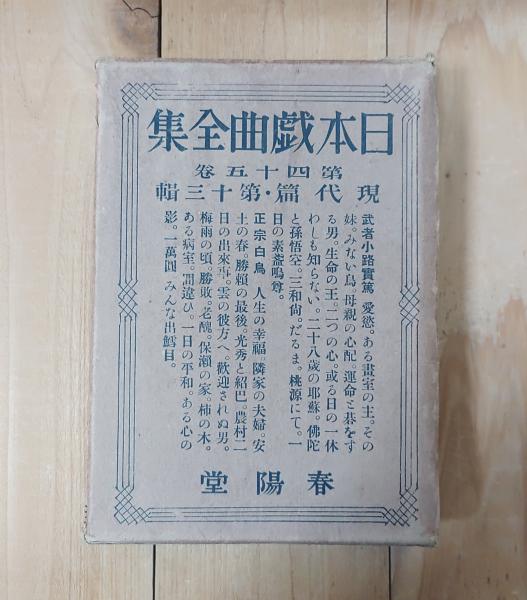 日本戯曲全集
第四十五卷
現代篇・第十三輯
武者小路實篤 愛慾。ある畫室の主。その
妹。みない鳥。母親の心配。運命と碁をす
る男。生命の王。二つの心。或る日の一休
わしも知らない。二十八歲の耶蘇。佛陀
と孫悟空。三和尙。だるま。桃源にて。一
日の素盞嗚尊。
正宗白鳥 人生の幸福。隣家の夫婦。安
土の春。勝賴の最後。光秀と紹巴。農村二
日の出來事。雲の彼方へ。歡迎されぬ男。
梅雨の頃。勝敗。老醜。保瀨の家。柿の木。
ある病室。間違ひ。一日の平和。ある心の
影。一萬圓 みんな出鱈目。
春陽堂